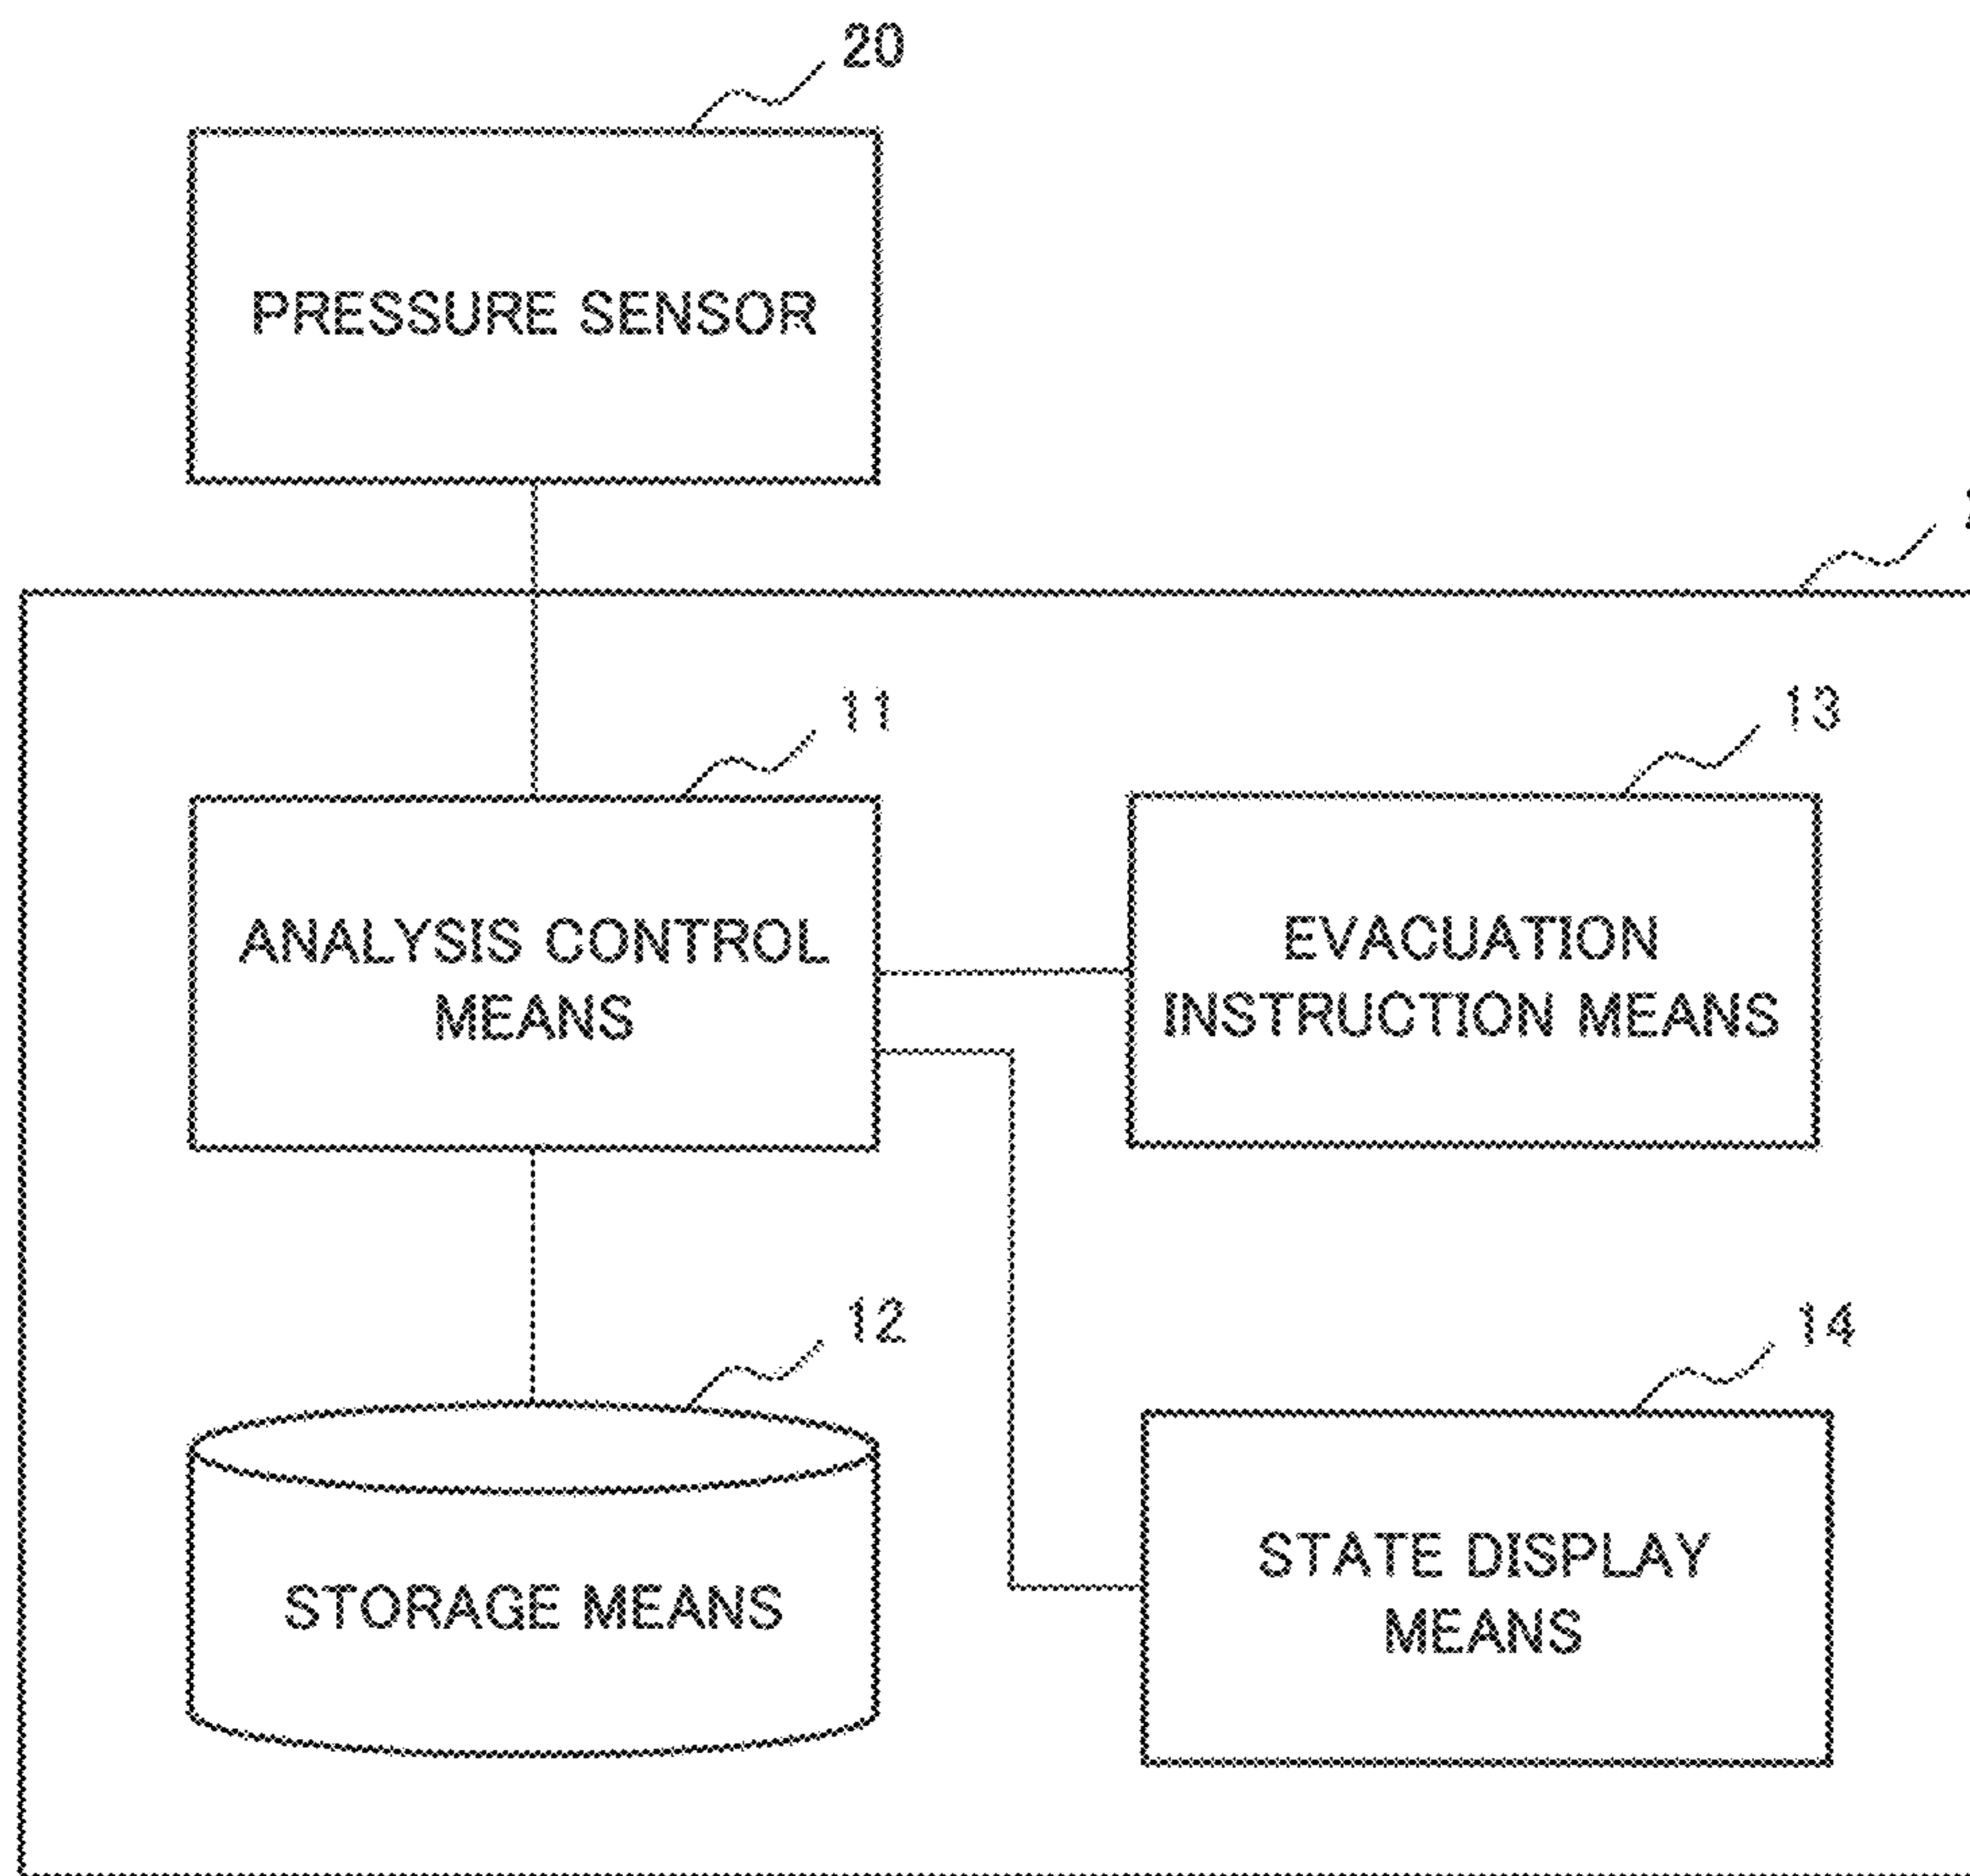 20
PRESSURE SENSOR
11
13
ANALYSIS CONTROL
MEANS
EVACUATION
INSTRUCTION MEANS
12
14
STORAGE MEANS
STATE DISPLAY
MEANS